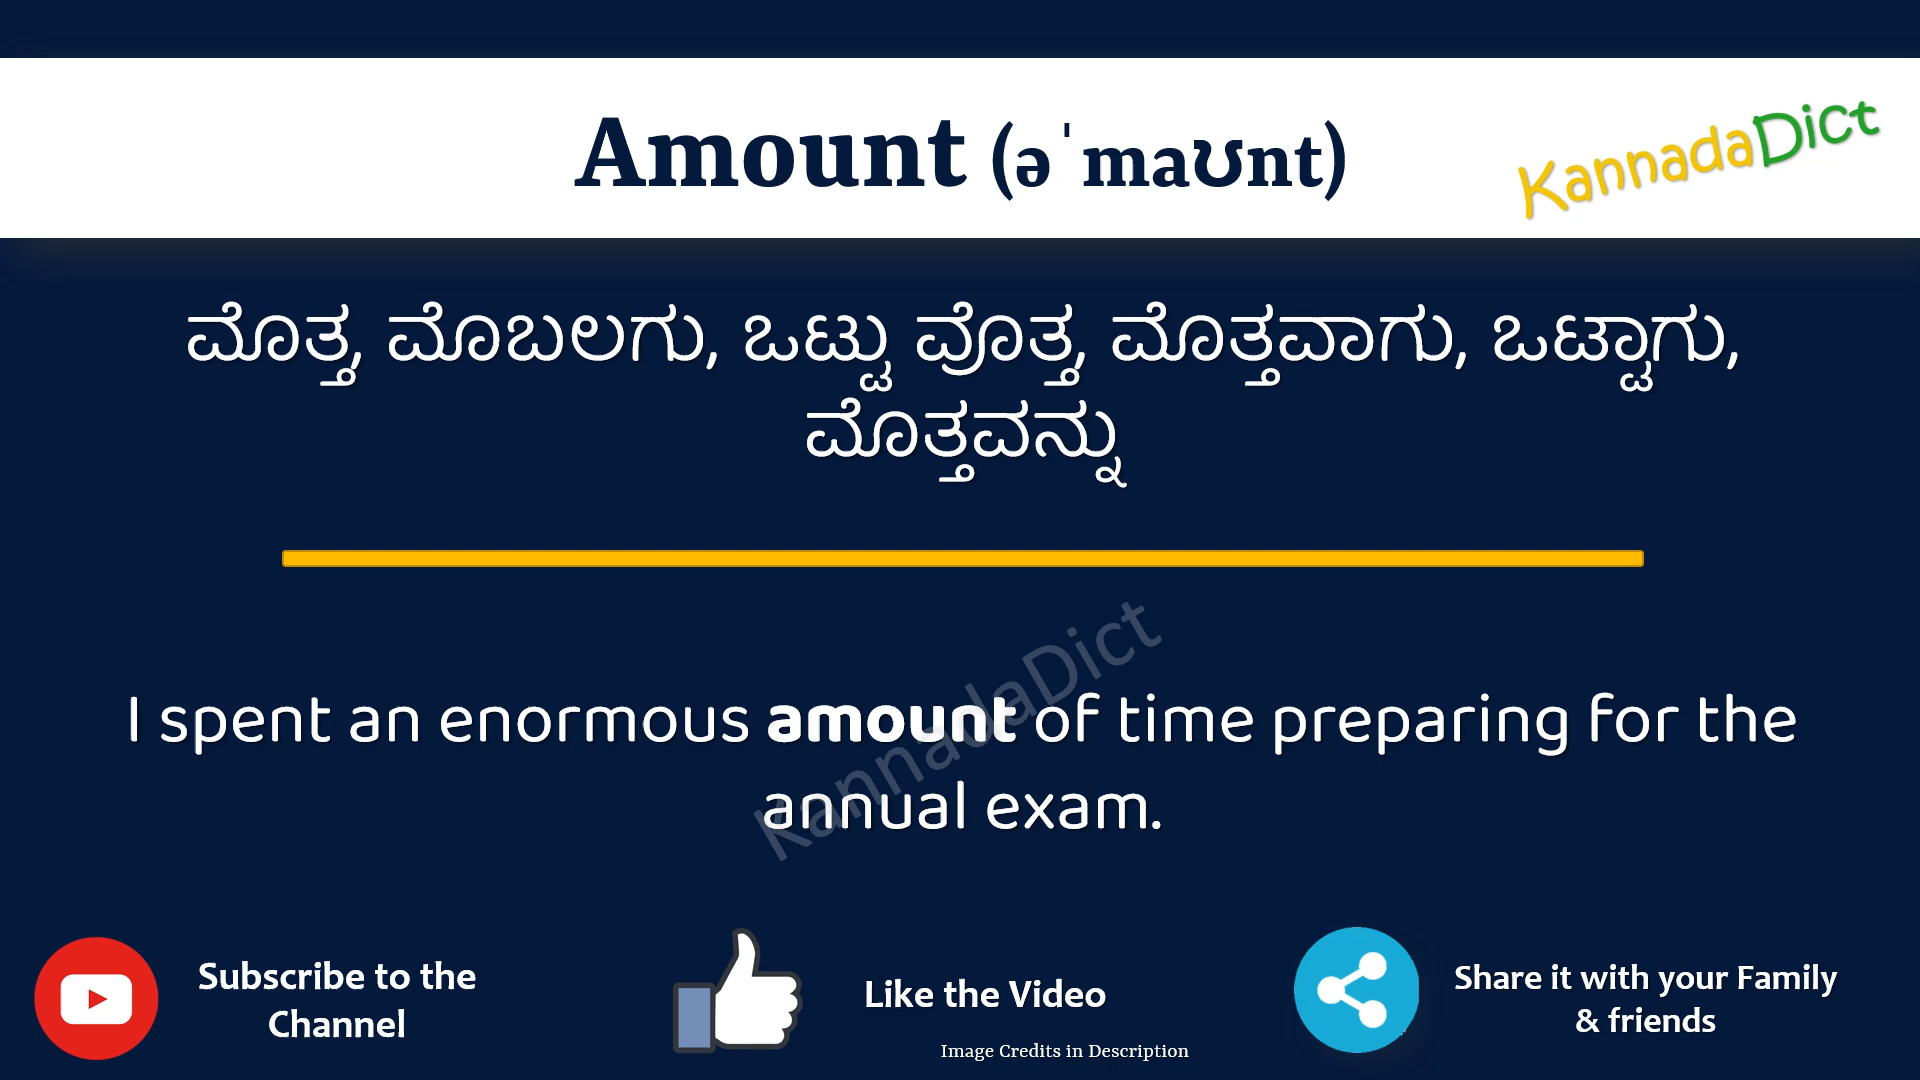 Amount (əˈmaʊnt)
KannadaDict
ಮೊತ್ತ, ಮೊಬಲಗು, ಒಟ್ಟು ವೊತ್ತ, ಮೊತ್ತವಾಗು, ಒಟ್ಟಾಗು,
ಮೊತ್ತವನ್ನು
KannadaDict
I spent an enormous amount of time preparing for the
annual exam.
Subscribe to the
Channel
Like the Video
Share it with your Family
& friends
Image Credits in Description